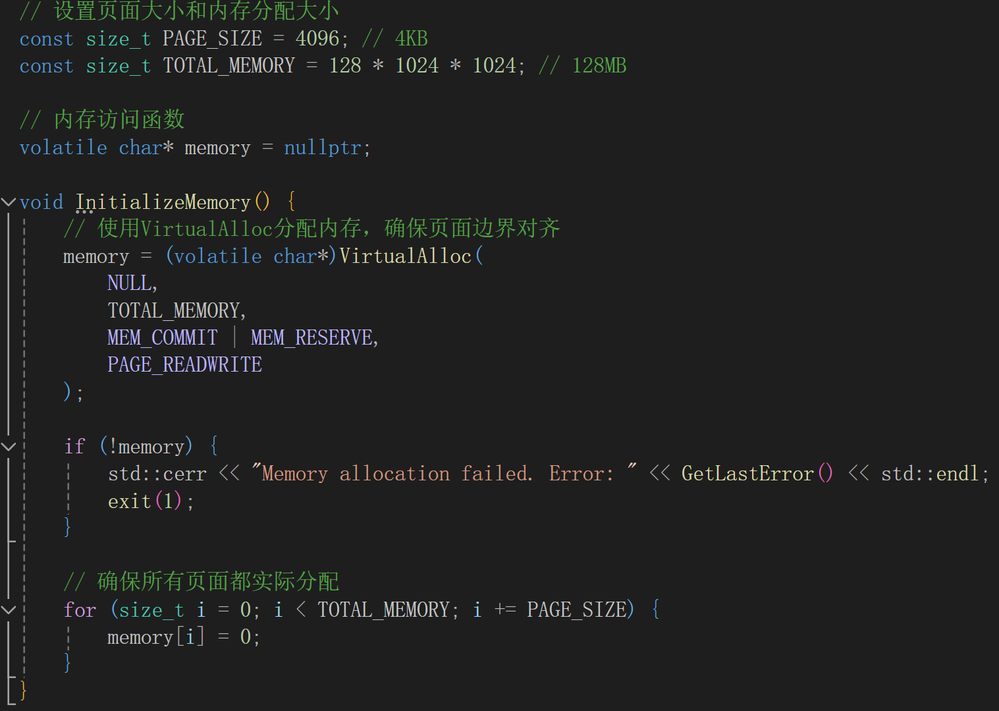 // 设置页面大小和内存分配大小
const size_t PAGE_SIZE = 4096; // 4KB
const size_t TOTAL_MEMORY = 128 * 1024 * 1024; // 128MB

// 内存访问函数
volatile char* memory = nullptr;

void InitializeMemory() {
    // 使用VirtualAlloc分配内存，确保页面边界对齐
    memory = (volatile char*)VirtualAlloc(
        NULL,
        TOTAL_MEMORY,
        MEM_COMMIT | MEM_RESERVE,
        PAGE_READWRITE
    );

    if (!memory) {
        std::cerr << "Memory allocation failed. Error: " << GetLastError() << std::endl;
        exit(1);
    }

    // 确保所有页面都实际分配
    for (size_t i = 0; i < TOTAL_MEMORY; i += PAGE_SIZE) {
        memory[i] = 0;
    }
}